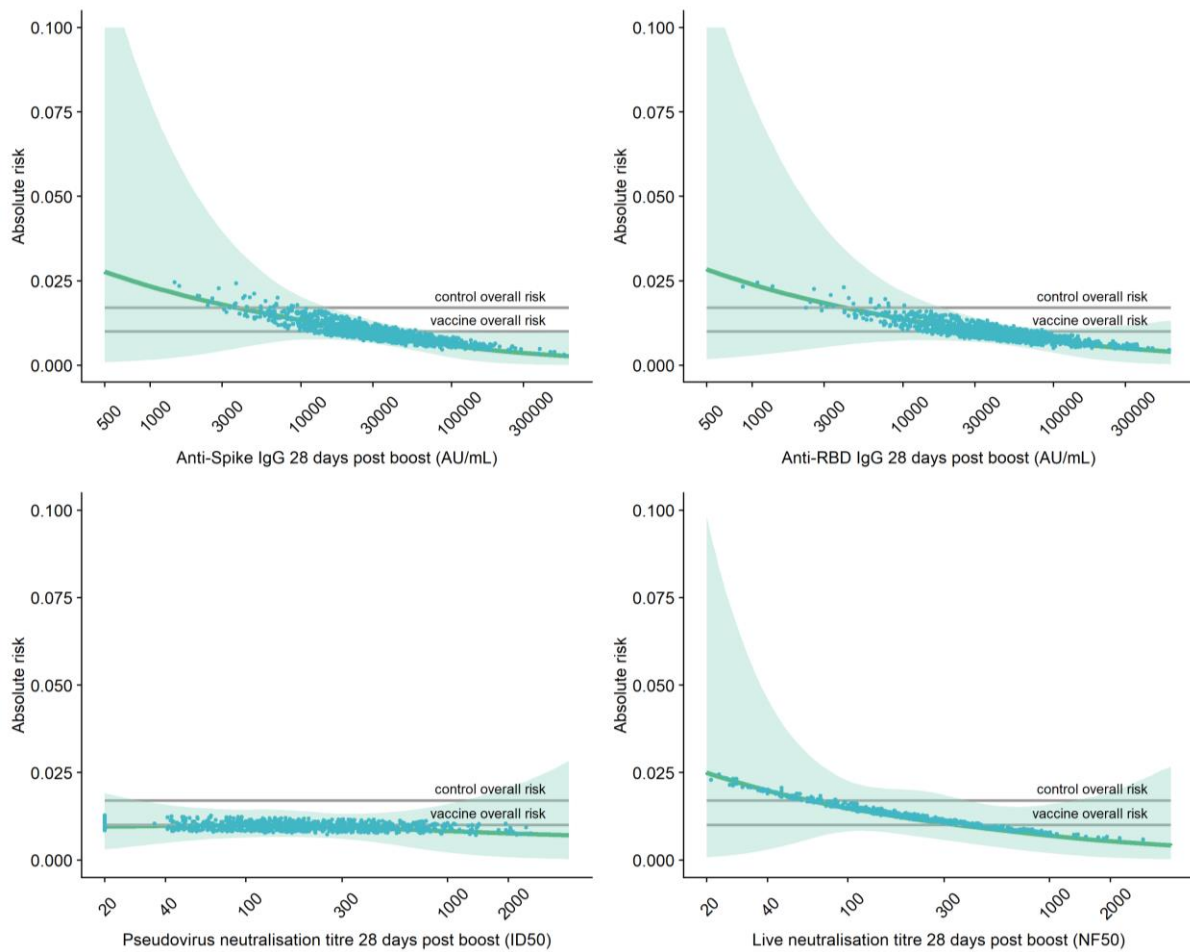 0.100
0.075
0.050
0.025
0.000
Absolute risk
control overall risk
vaccine overall risk
500 1000 3000 10000 30000 100000 300000
Anti-Spike IgG 28 days post boost (AU/mL)
0.100
0.075
0.050
0.025
0.000
Absolute risk
control overall risk
vaccine overall risk
500 1000 3000 10000 30000 100000 300000
Anti-RBD IgG 28 days post boost (AU/mL)
0.100
0.075
0.050
0.025
0.000
Absolute risk
control overall risk
vaccine overall risk
20 40 100 300 1000 2000
Pseudovirus neutralisation titre 28 days post boost (ID50)
0.100
0.075
0.050
0.025
0.000
Absolute risk
control overall risk
vaccine overall risk
20 40 100 300 1000 2000
Live neutralisation titre 28 days post boost (NF50)